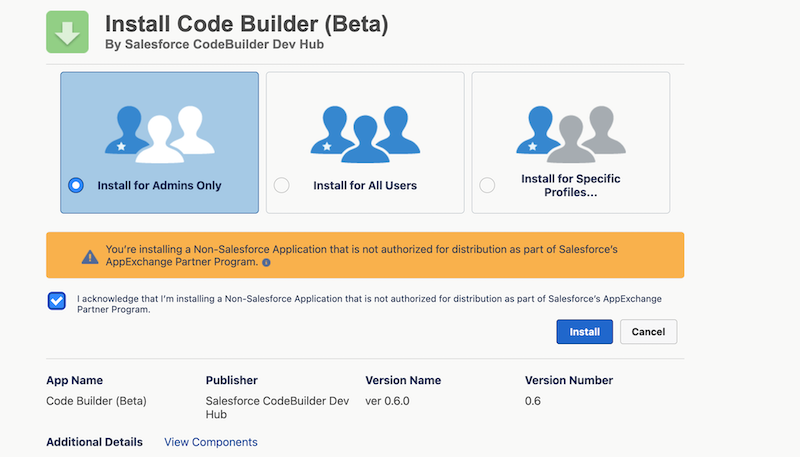 Install Code Builder (Beta)
By Salesforce CodeBuilder Dev Hub
Install for Admins Only
Install for All Users
Install for Specific
Profiles...
You're installing a Non-Salesforce Application that is not authorized for distribution as part of Salesforce's
AppExchange Partner Program. i
I acknowledge that I'm installing a Non-Salesforce Application that is not authorized for distribution as part of Salesforce's AppExchange
Partner Program.
Install Cancel
App Name Publisher Version Name Version Number
Code Builder (Beta) Salesforce CodeBuilder Dev ver 0.6.0 0.6
Hub
Additional Details View Components